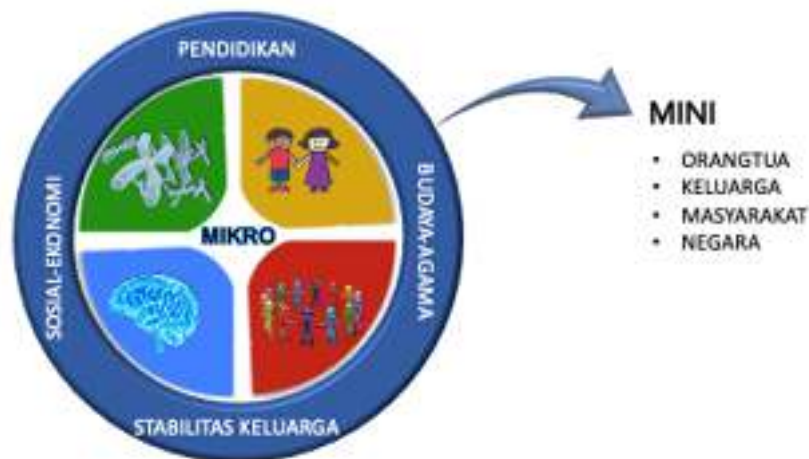 PENDIDIKAN
SOSIAL-EKONOMI
MIKRO
BUDAYA-AGAMA
STABILITAS KELUARGA
MINI
• ORANGTUA
• KELUARGA
• MASYARAKAT
• NEGARA